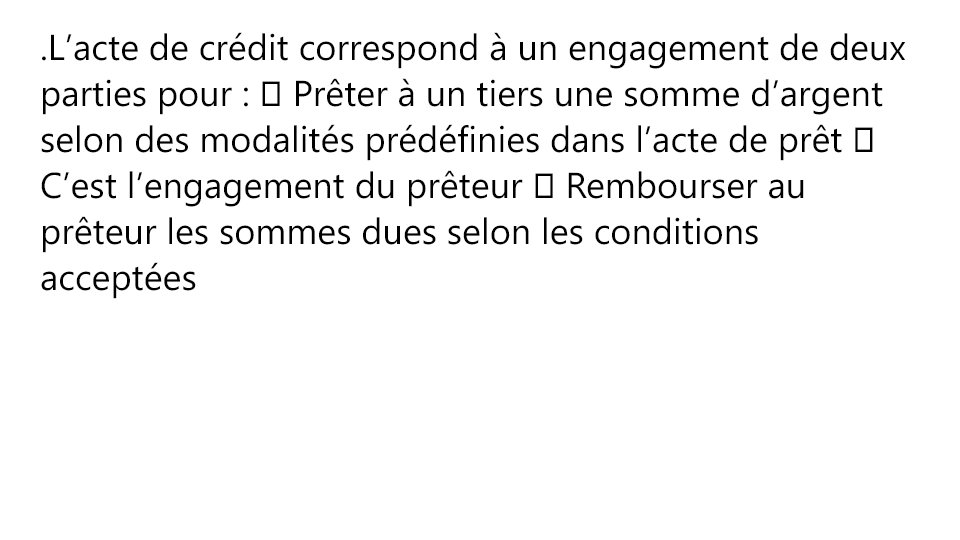 .L’acte de crédit correspond à un engagement de deux
parties pour : 􀂾 Prêter à un tiers une somme d’argent
selon des modalités prédéfinies dans l’acte de prêt 􀂾
C’est l’engagement du prêteur 􀂾 Rembourser au
prêteur les sommes dues selon les conditions
acceptées